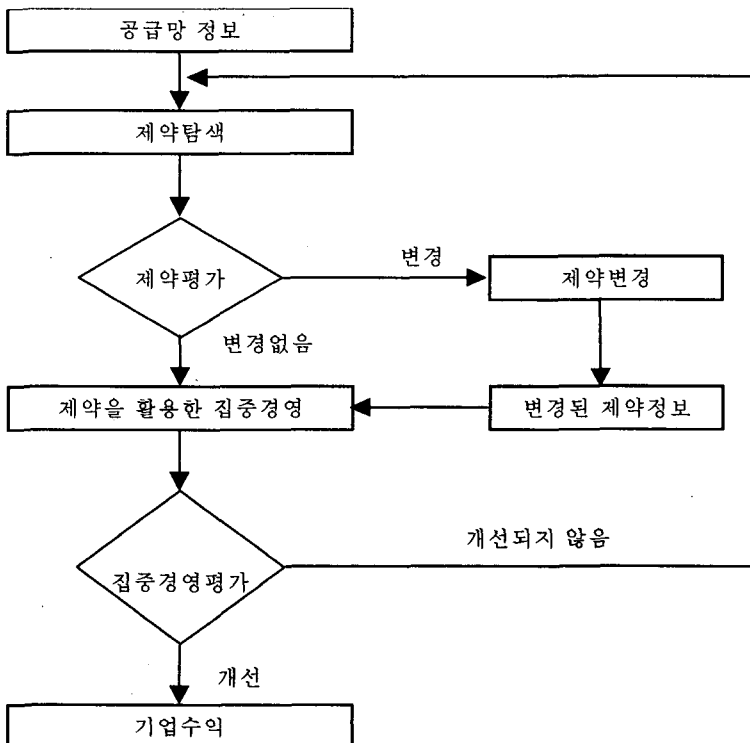 공급망 정보
제약탐색
제약평가
변경
제약변경
변경없음
제약을 활용한 집중경영
변경된 제약정보
개선되지 않음
집중경영평가
개선
기업수익